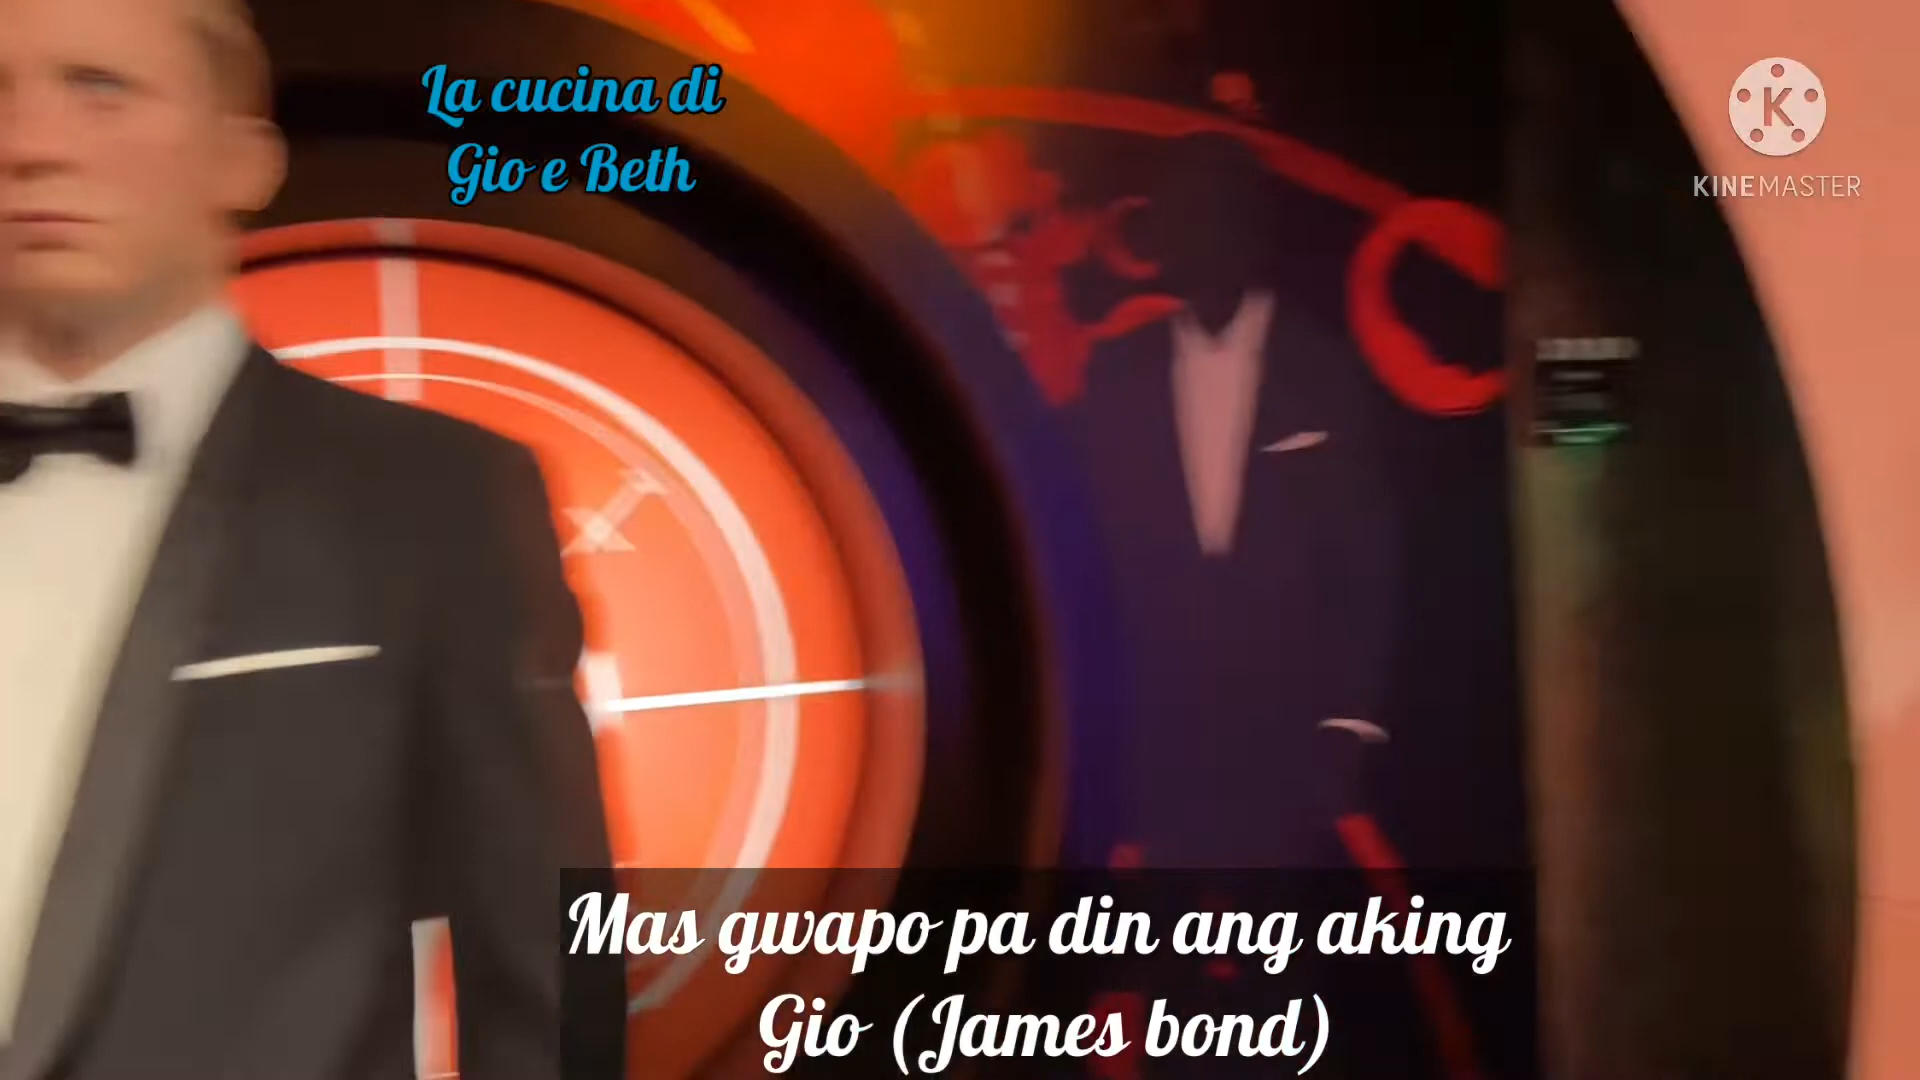 La cucina di
Gio e Beth
KINEMASTER
Mas gwapo pa din ang aking
Gio (James bond)